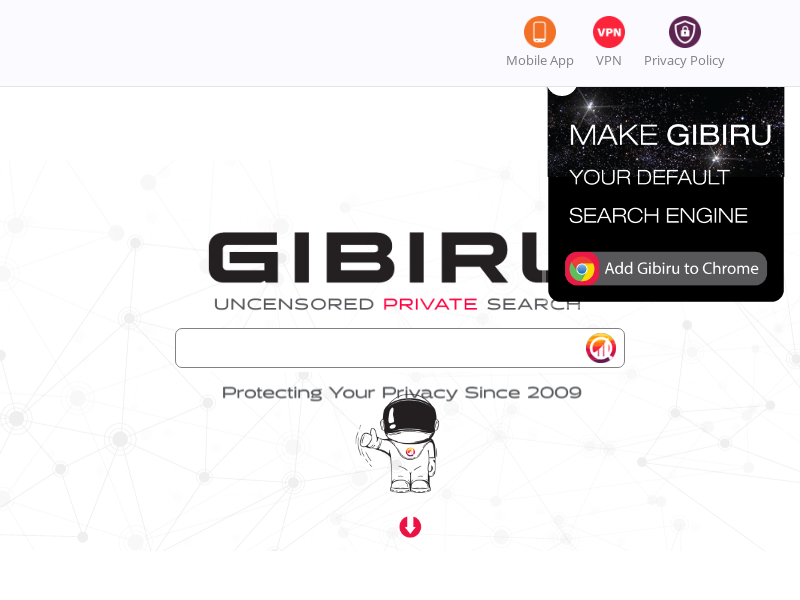 VPN
Mobile App VPN Privacy Policy
MAKE GIBIRU
YOUR DEFAULT
SEARCH ENGINE
Add Gibiru to Chrome
GIBIRU
UNCENSORED PRIVATE SEARCH
Protecting Your Privacy Since 2009